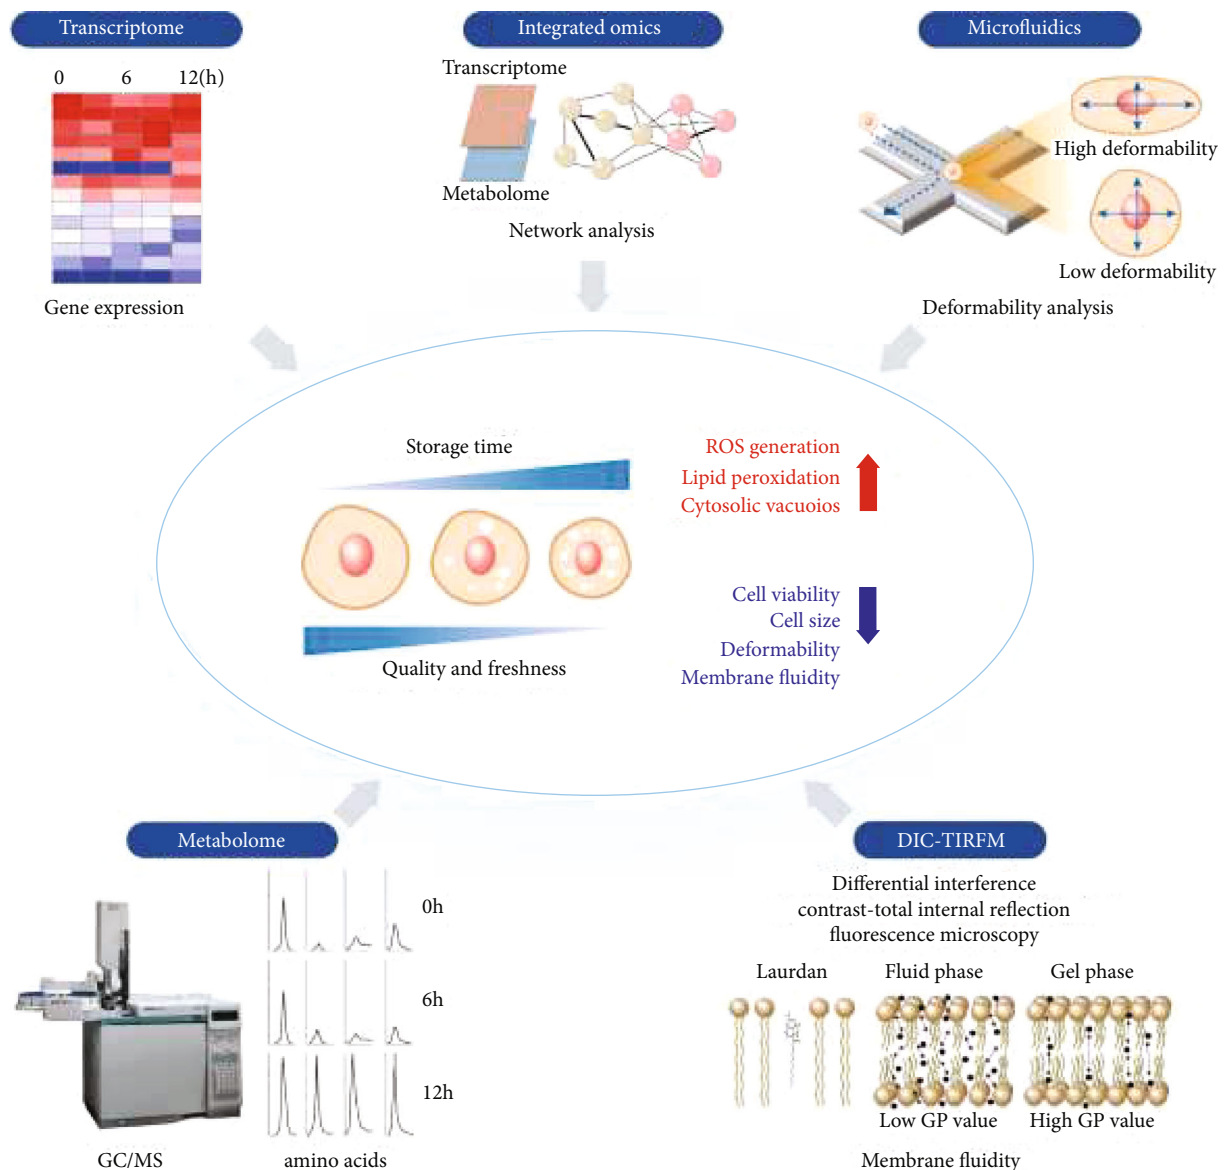 Transcriptome
0 6 12(h)
Gene expression
Integrated omics
Transcriptome
Metabolome
Network analysis
Microfluidics
High deformability
Low deformability
Deformability analysis
Storage time
Quality and freshness
ROS generation
Lipid peroxidation
Cytosolic vacuoios
Cell viability
Cell size
Deformability
Membrane fluidity
Metabolome
0h
6h
12h
GC/MS
amino acids
DIC-TIRFM
Differential interference
contrast-total internal reflection
fluorescence microscopy
Laurdan
Fluid phase
Gel phase
Low GP value
High GP value
Membrane fluidity